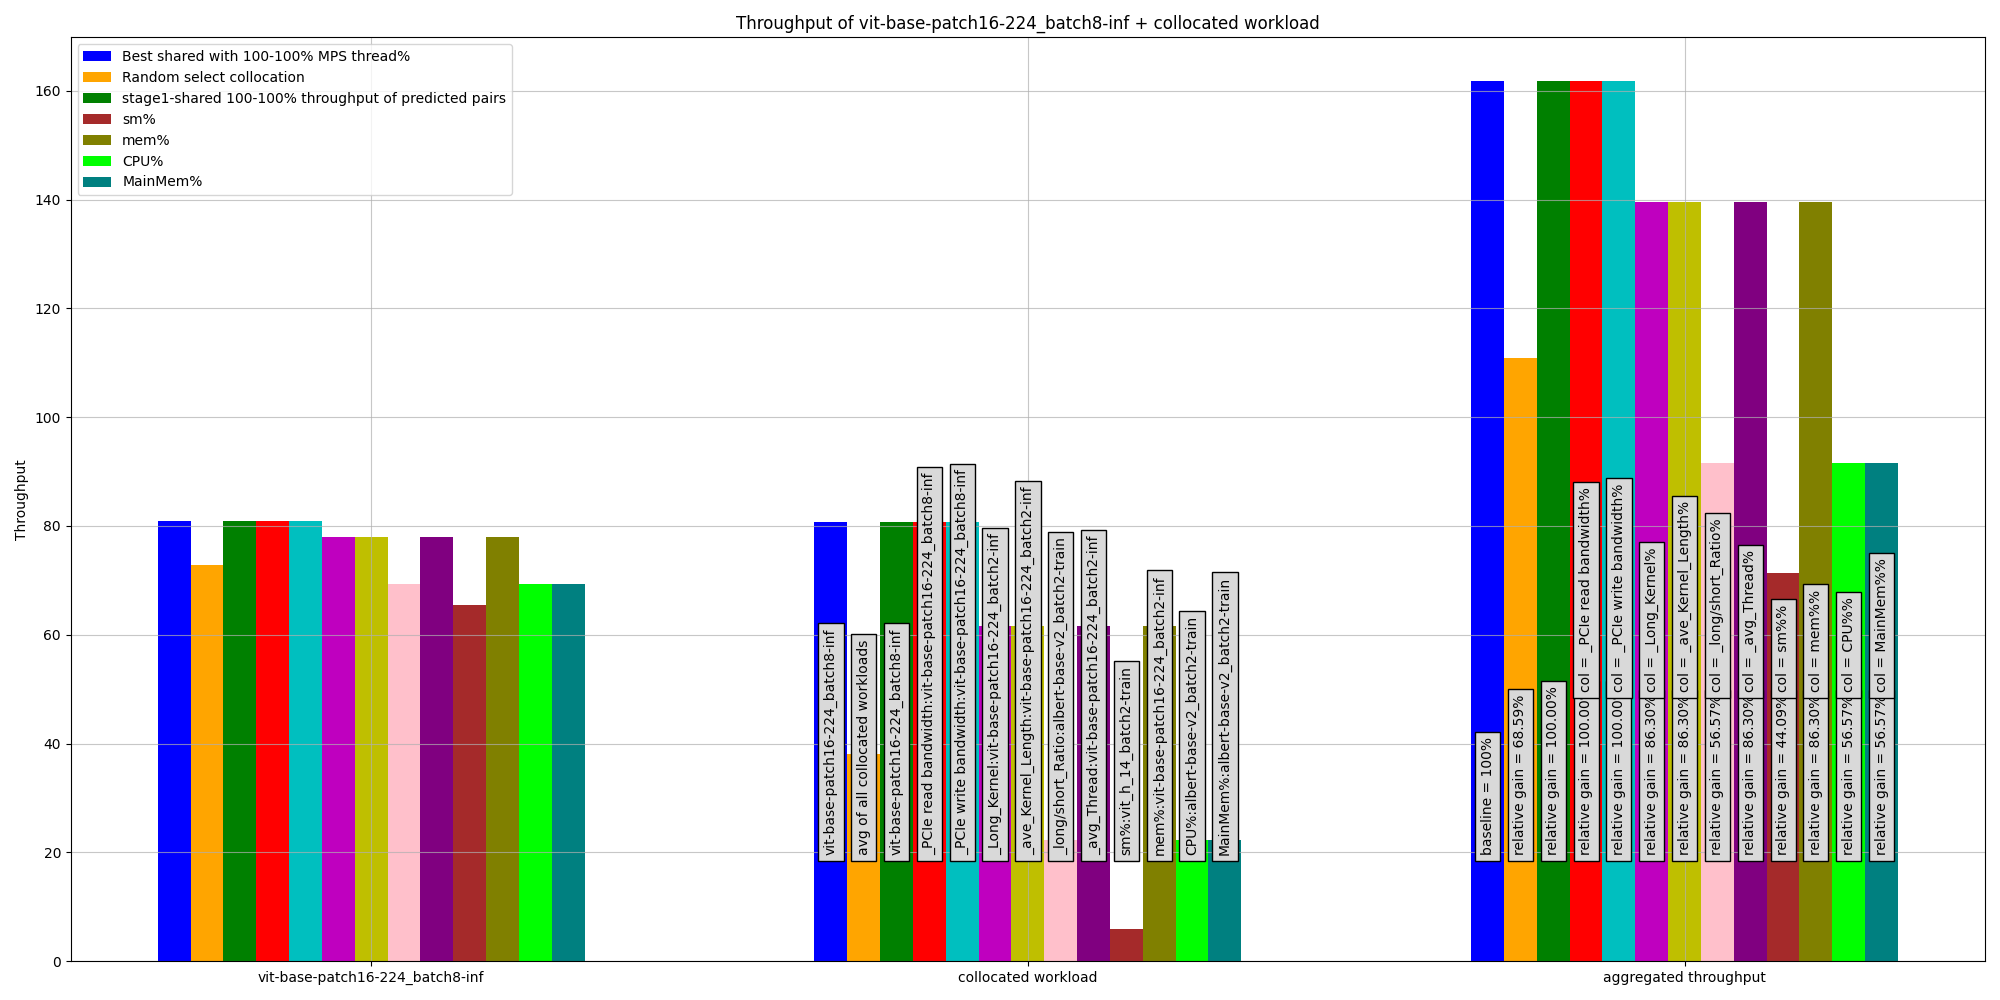 Throughput of vit-base-patch16-224_batch8-inf + collocated workload
Best shared with 100-100% MPS thread%
Random select collocation
stage1-shared 100-100% throughput of predicted pairs
sm%
mem%
CPU%
MainMem%
Throughput
160
140
120
100
80
60
40
20
0
vit-base-patch16-224_batch8-inf
avg of all collocated workloads
vit-base-patch16-224_batch8-inf
_PCIe read bandwidth:vit-base-patch16-224_batch8-inf
_PCIe write bandwidth:vit-base-patch16-224_batch8-inf
_Long_Kernel:vit-base-patch16-224_batch2-inf
_ave_Kernel_Length:vit-base-patch16-224_batch2-inf
_long/short_Ratio:albert-base-v2_batch2-train
_avg_Thread:vit-base-patch16-224_batch2-inf
sm%:vit_h_14_batch2-train
mem%:vit-base-patch16-224_batch2-inf
CPU%:albert-base-v2_batch2-train
MainMem%:albert-base-v2_batch2-train
baseline = 100%
relative gain = 68.59%
relative gain = 100.00%
relative gain = 100.00
col = _PCIe read bandwidth%
relative gain = 100.00
col = _PCIe write bandwidth%
relative gain = 86.30%
col = _Long_Kernel%
relative gain = 86.30%
col = _ave_Kernel_Length%
relative gain = 56.57%
col = _long/short_Ratio%
relative gain = 86.30%
col = _avg_Thread%
relative gain = 44.09%
col = sm%%
relative gain = 86.30%
col = mem%%
relative gain = 56.57%
col = CPU%%
relative gain = 56.57%
col = MainMem%%
vit-base-patch16-224_batch8-inf
collocated workload
aggregated throughput